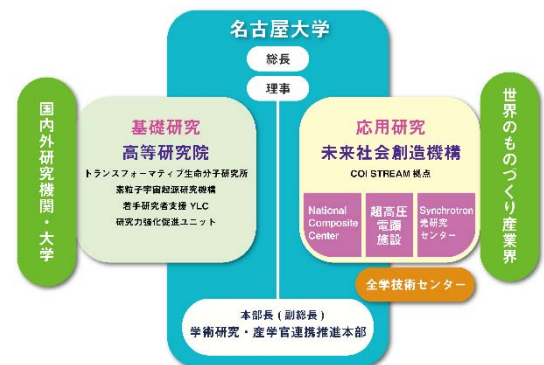 名古屋大学
総長
理事
国内外研究機関・大学
基礎研究
高等研究院
トランスフォーマティブ生命分子研究所
素粒子宇宙起源研究機構
若手研究者支援 YLC
研究力強化促進ユニット
応用研究
未来社会創造機構
COI STREAM 拠点
National
Composite
Center
超高圧
電顕
施設
Synchrotron
光研究
センター
世界のものづくり産業界
全学技術センター
本部長 (副総長)
学術研究・産学官連携推進本部